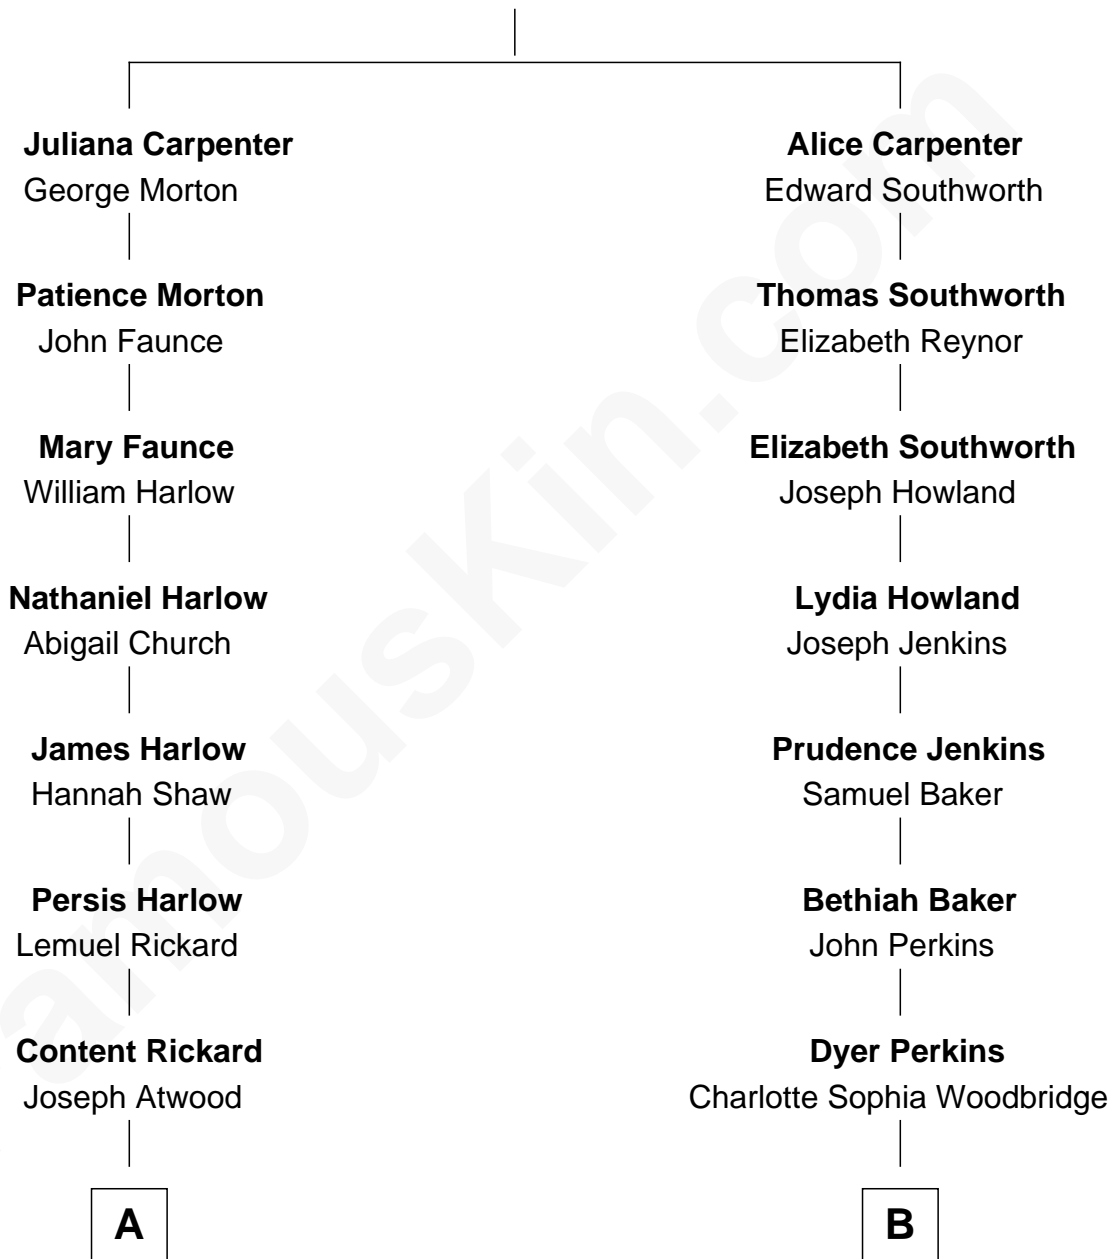 Juliana Carpenter
George Morton
Patience Morton
John Faunce
Mary Faunce
William Harlow
Nathaniel Harlow
Abigail Church
James Harlow
Hannah Shaw
Persis Harlow
Lemuel Rickard
Content Rickard
Joseph Atwood
A
Alice Carpenter
Edward Southworth
Thomas Southworth
Elizabeth Reynor
Elizabeth Southworth
Joseph Howland
Lydia Howland
Joseph Jenkins
Prudence Jenkins
Samuel Baker
Bethiah Baker
John Perkins
Dyer Perkins
Charlotte Sophia Woodbridge
B
amousKin.com